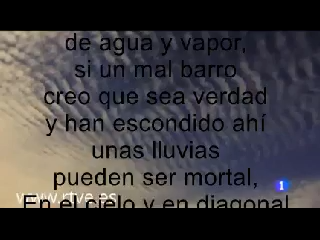 de agua y vapor,
si un mal barro
creo que sea verdad
y han escondido ahí
unas lluvias
pueden ser mortal,
www.rtve.es
1
En el cielo y en diagonal